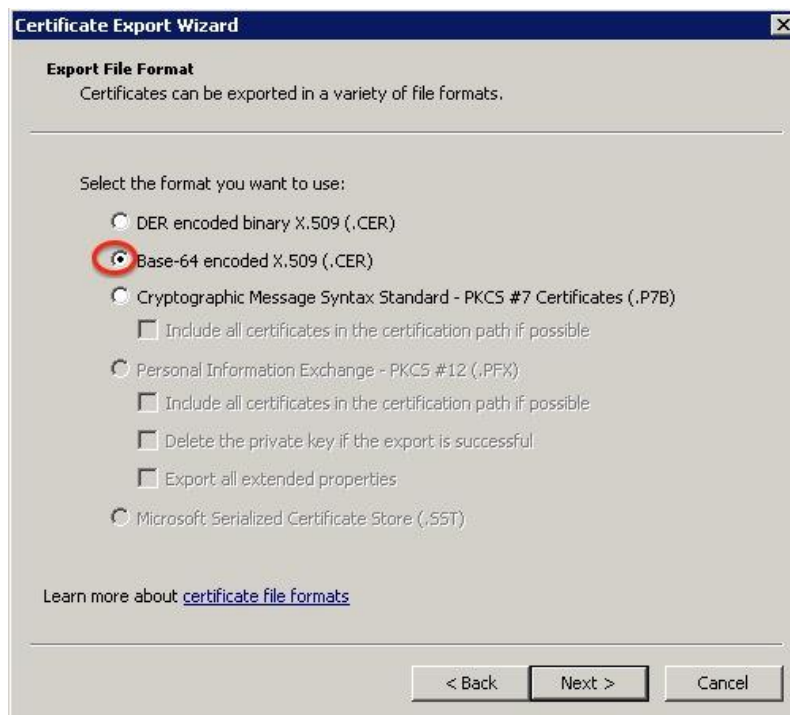 Certificate Export Wizard
Export File Format
Certificates can be exported in a variety of file formats.
Select the format you want to use:
DER encoded binary X.509 (.CER)
Base-64 encoded X.509 (.CER)
Cryptographic Message Syntax Standard - PKCS #7 Certificates (.P7B)
Include all certificates in the certification path if possible
Personal Information Exchange - PKCS #12 (.PFX)
Include all certificates in the certification path if possible
Delete the private key if the export is successful
Export all extended properties
Microsoft Serialized Certificate Store (.SST)
Learn more about certificate file formats
< Back Next > Cancel